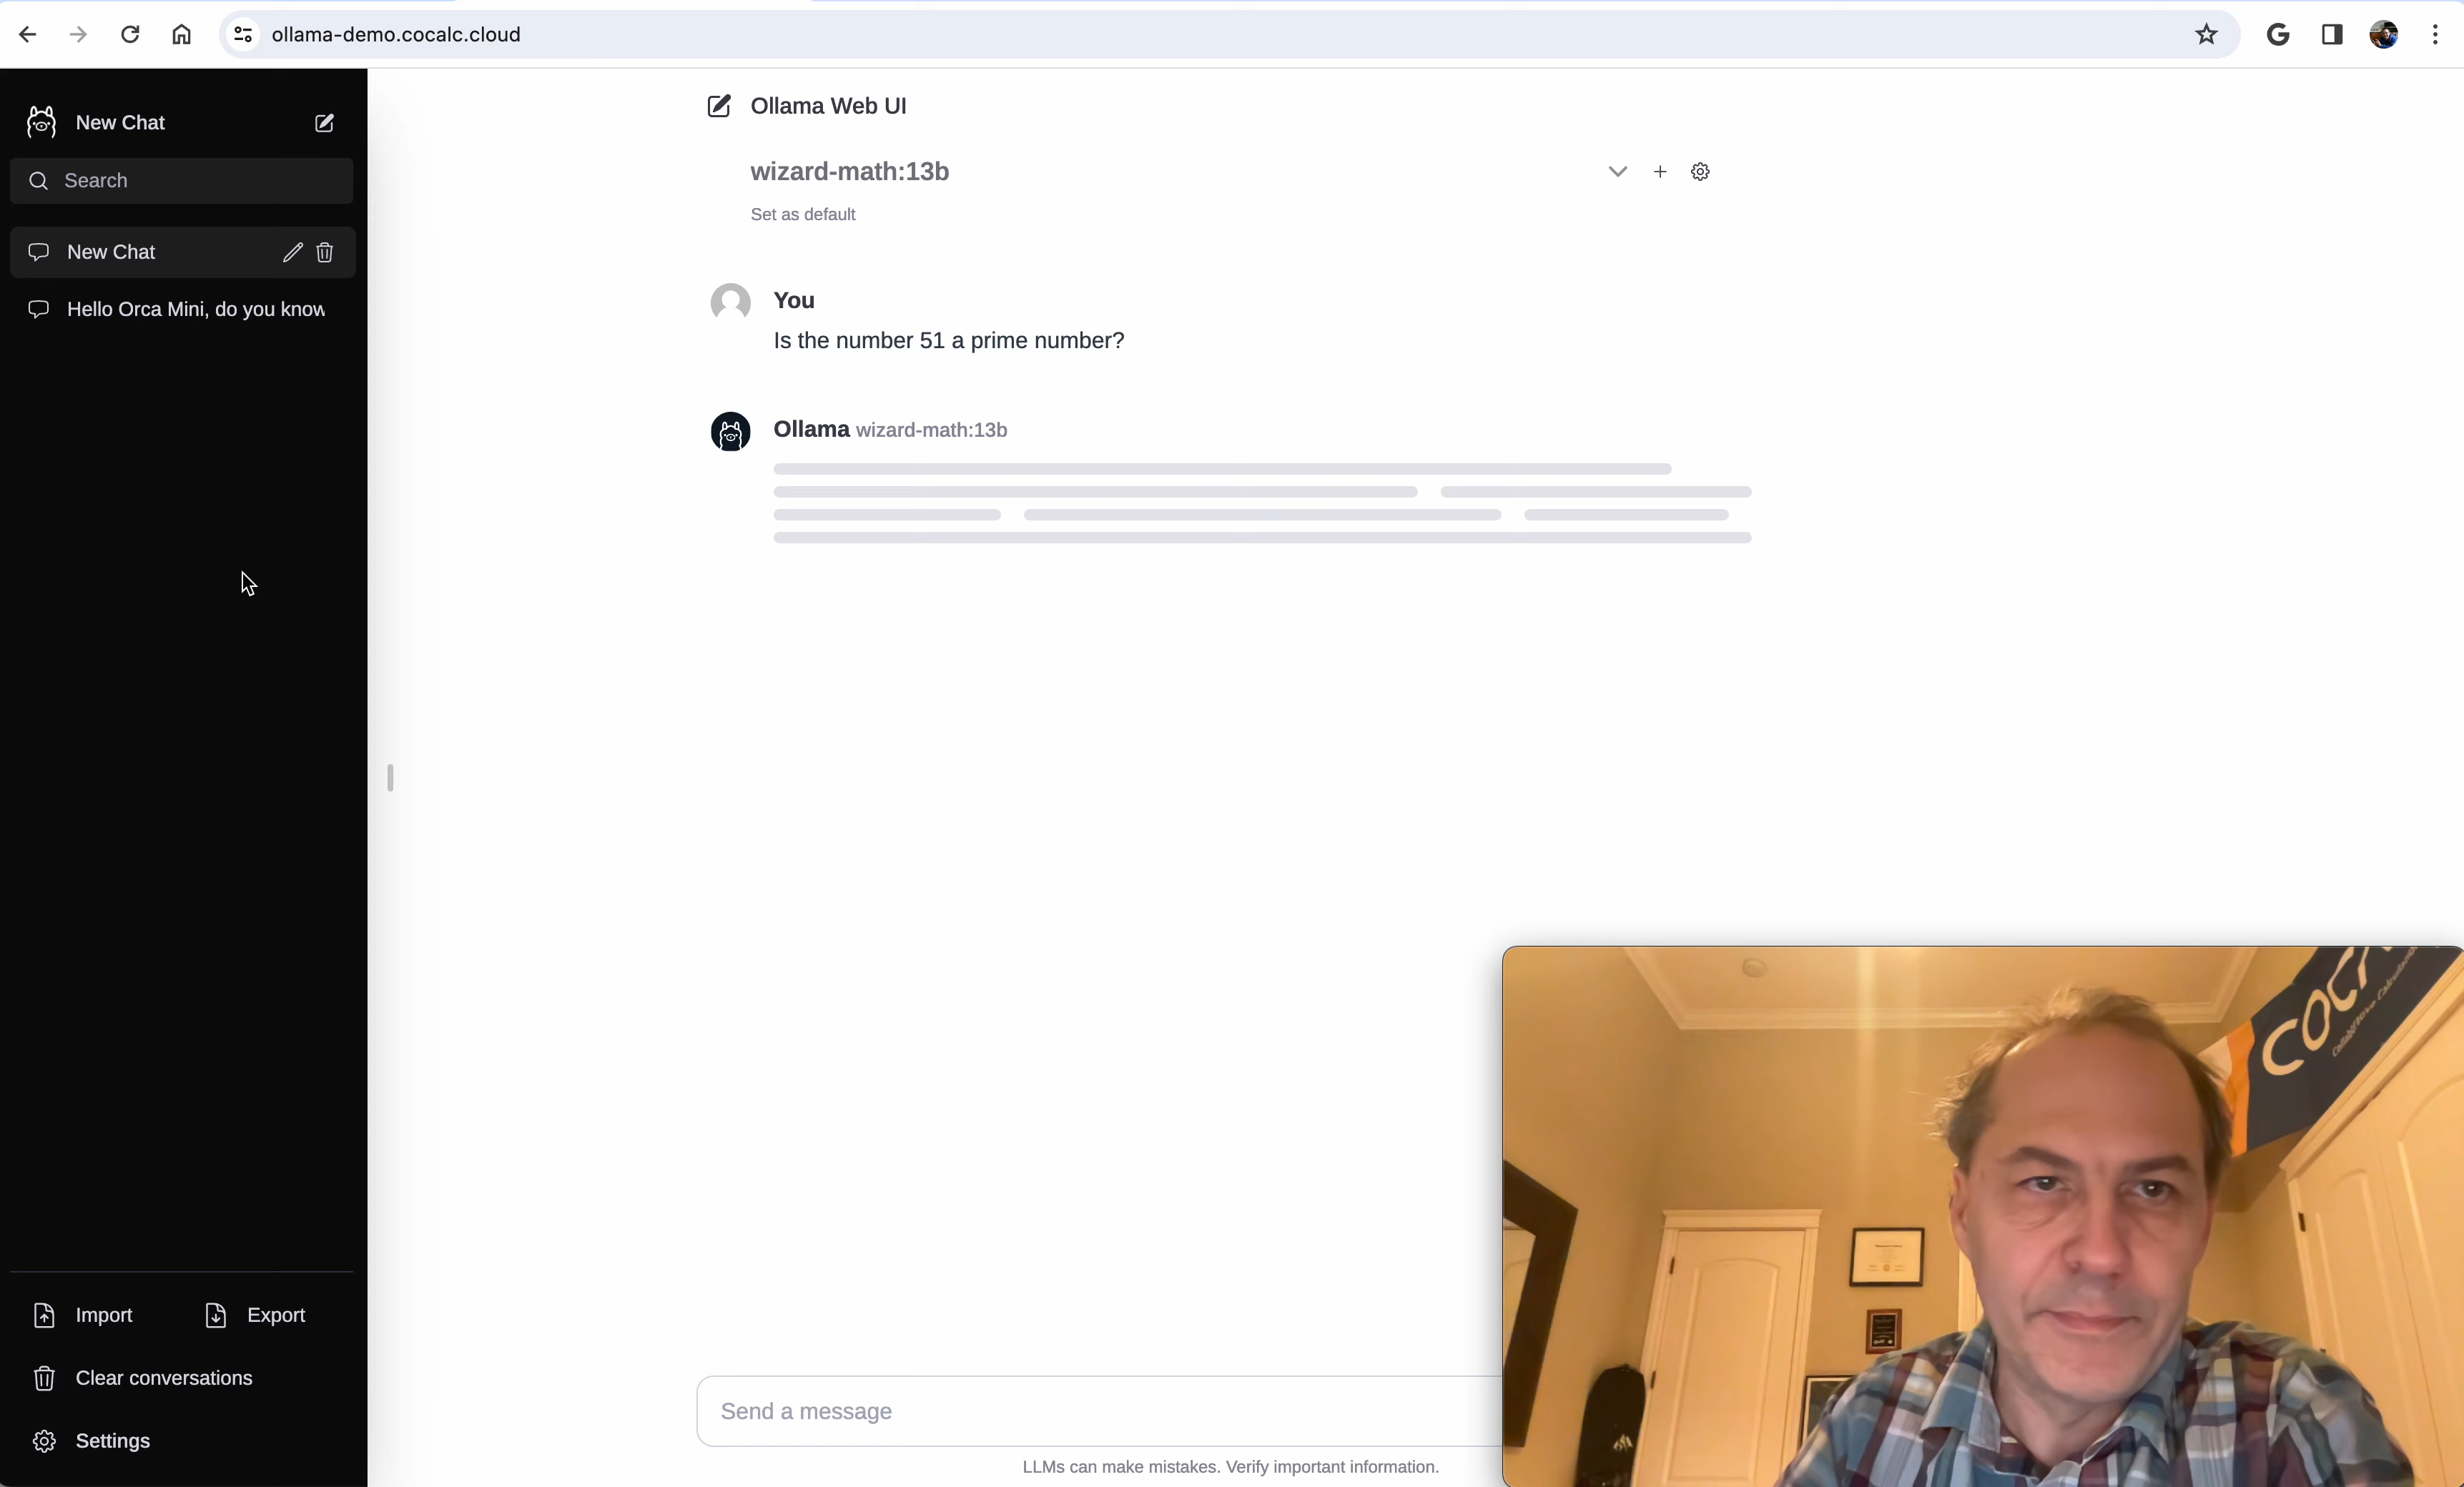 ollama-demo.cocalc.cloud
New Chat
Search
New Chat
Hello Orca Mini, do you know
Import
Export
Clear conversations
Settings
Ollama Web UI
wizard-math:13b
Set as default
You
Is the number 51 a prime number?
Ollama wizard-math:13b
Send a message
LLMs can make mistakes. Verify important information.